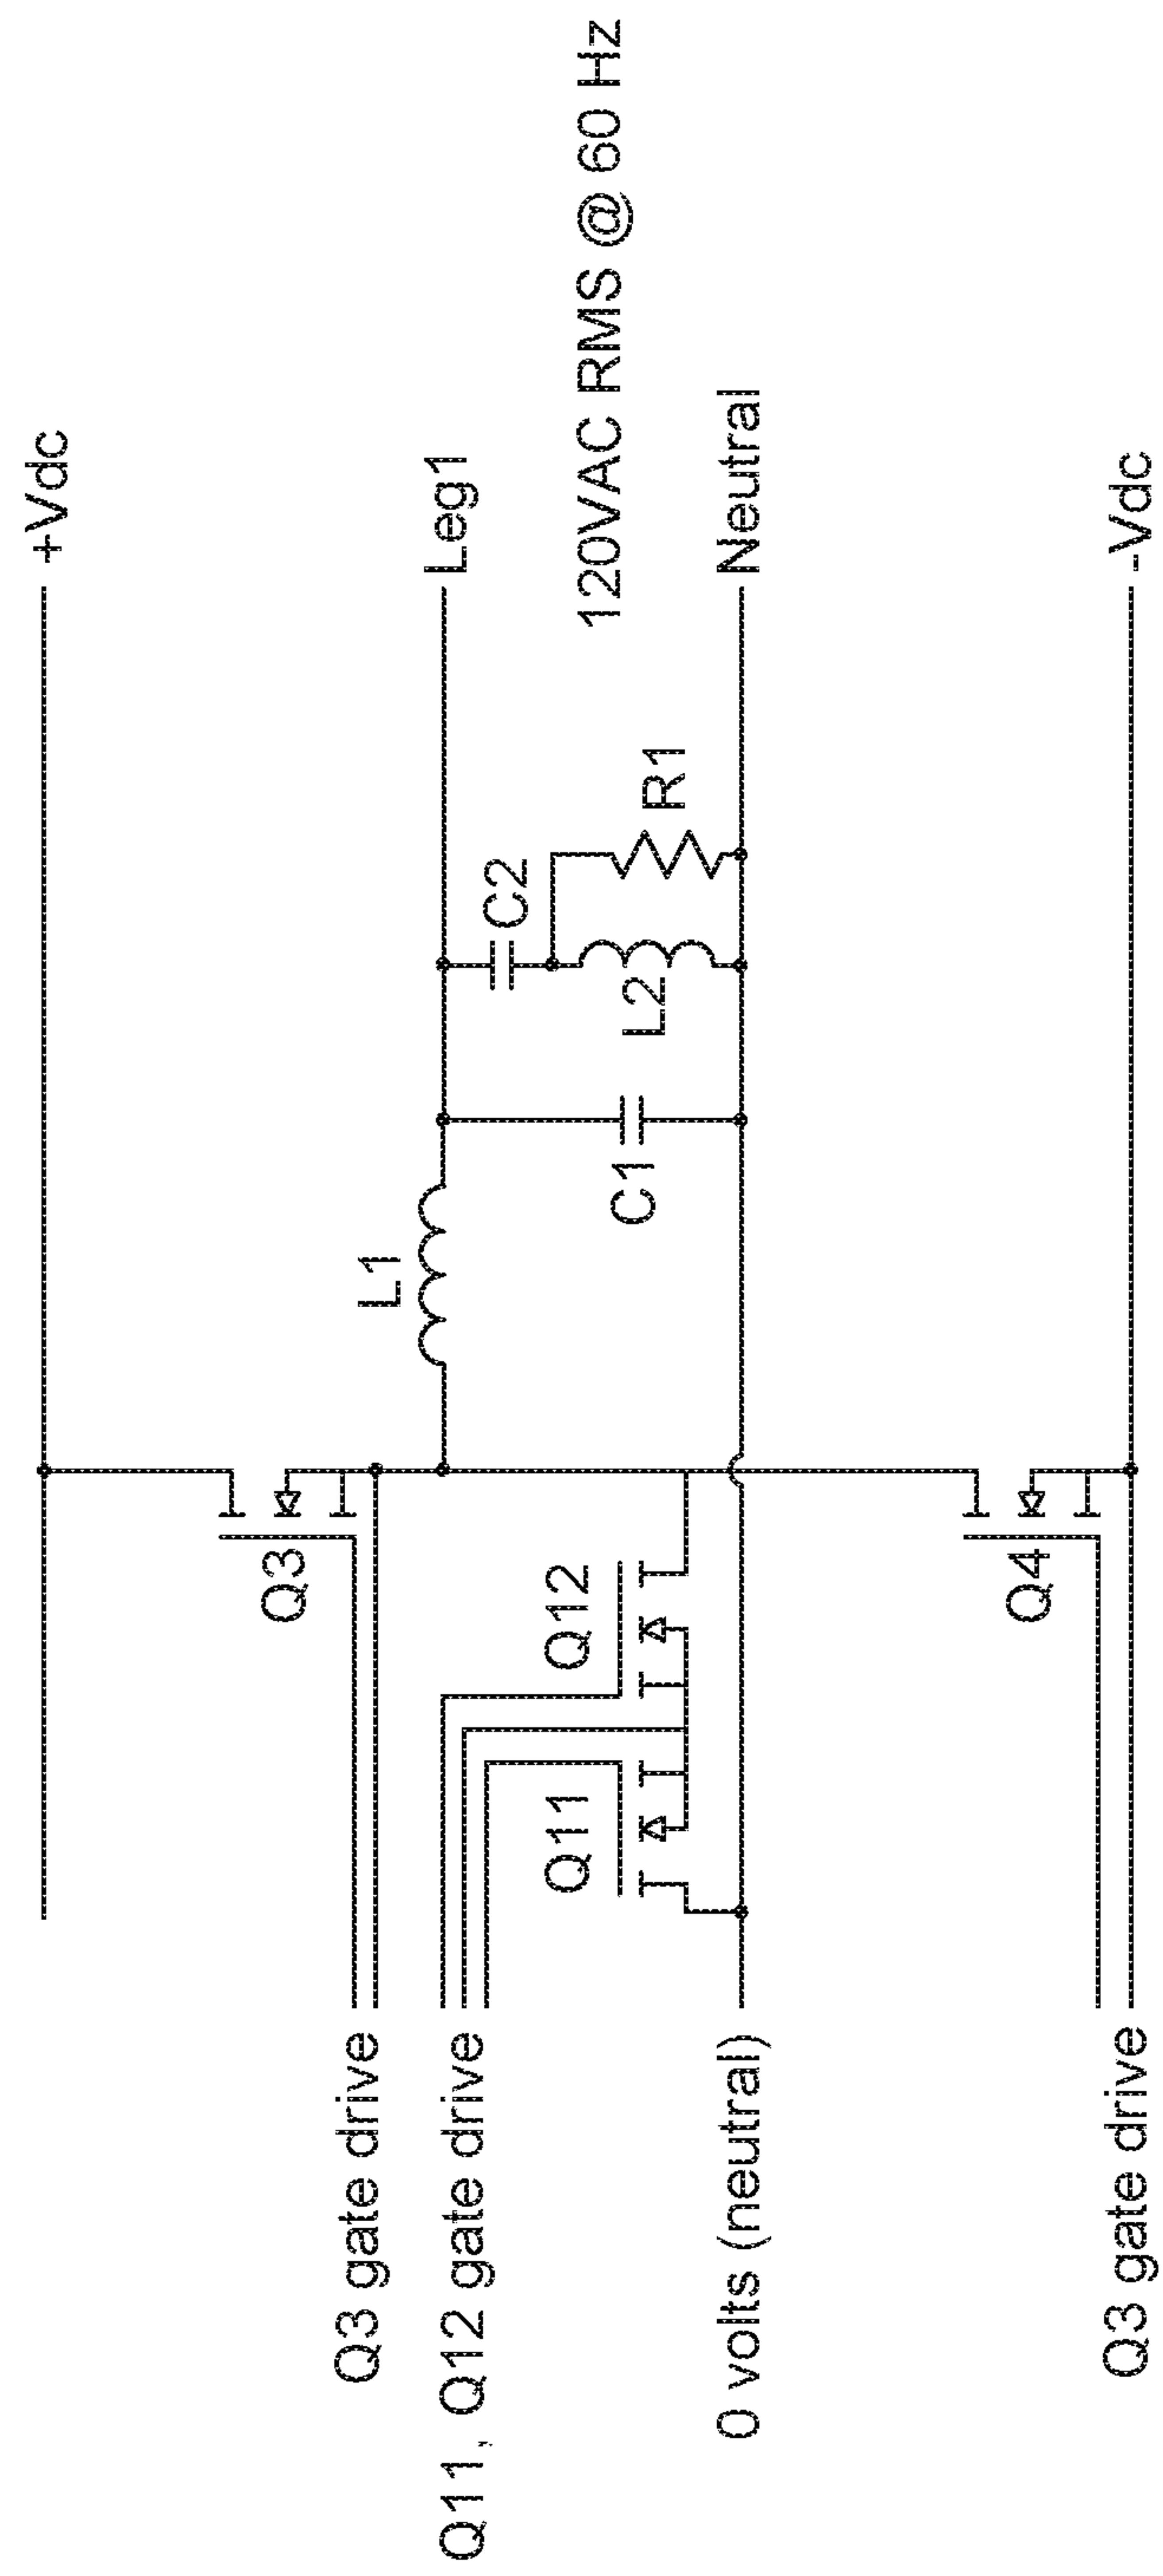 +Vdc
Q3 gate drive
Q3
L1
Leg1
Q11, Q12 gate drive
Q11
Q12
C1
C2
L2
R1
120VAC RMS @ 60 Hz
0 volts (neutral)
Neutral
Q4
Q3 gate drive
-Vdc